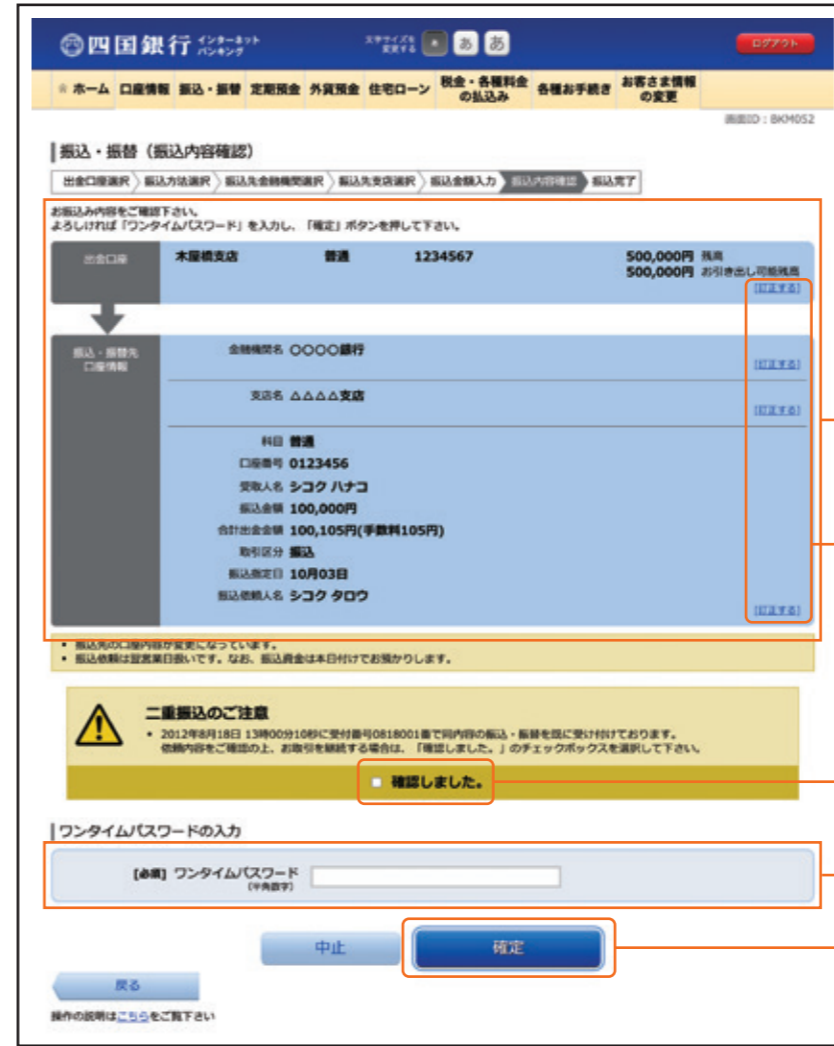 四国銀行 インターネットバンキング
文字サイズを変更する
あ あ
ログアウト
ホーム 口座情報 振込・振替 定期預金 外貨預金 住宅ローン 税金・各種料金の払込み 各種お手続き お客さま情報の変更
画面ID：BKM052
振込・振替（振込内容確認）
出金口座選択 振込方法選択 振込先金融機関選択 振込先支店選択 振込金額入力 振込内容確認 振込完了
お振込み内容をご確認下さい。
よろしければ「ワンタイムパスワード」を入力し、「確定」ボタンを押して下さい。
出金口座 木屋橋支店 普通 1234567 500,000円 残高
500,000円 お引き出し可能残高
[訂正する]
振込・振替先
口座情報
金融機関名 〇〇〇〇銀行
[訂正する]
支店名 △△△△支店
[訂正する]
科目 普通
口座番号 0123456
受取人名 シコク ハナコ
振込金額 100,000円
合計出金金額 100,105円(手数料105円)
取引区分 振込
振込指定日 10月03日
振込依頼人名 シコク タロウ
[訂正する]
• 振込先の口座内容が変更になっています。
• 振込依頼は翌営業日扱いです。なお、振込資金は本日付けでお預かりします。
二重振込のご注意
• 2012年8月18日 13時00分10秒に受付番号0818001番で同内容の振込・振替を既に受け付けております。
依頼内容をご確認の上、お取引を継続する場合は、「確認しました。」のチェックボックスを選択して下さい。
確認しました。
ワンタイムパスワードの入力
[必須] ワンタイムパスワード
(半角数字)
中止 確定
戻る
操作の説明はこちらをご覧下さい